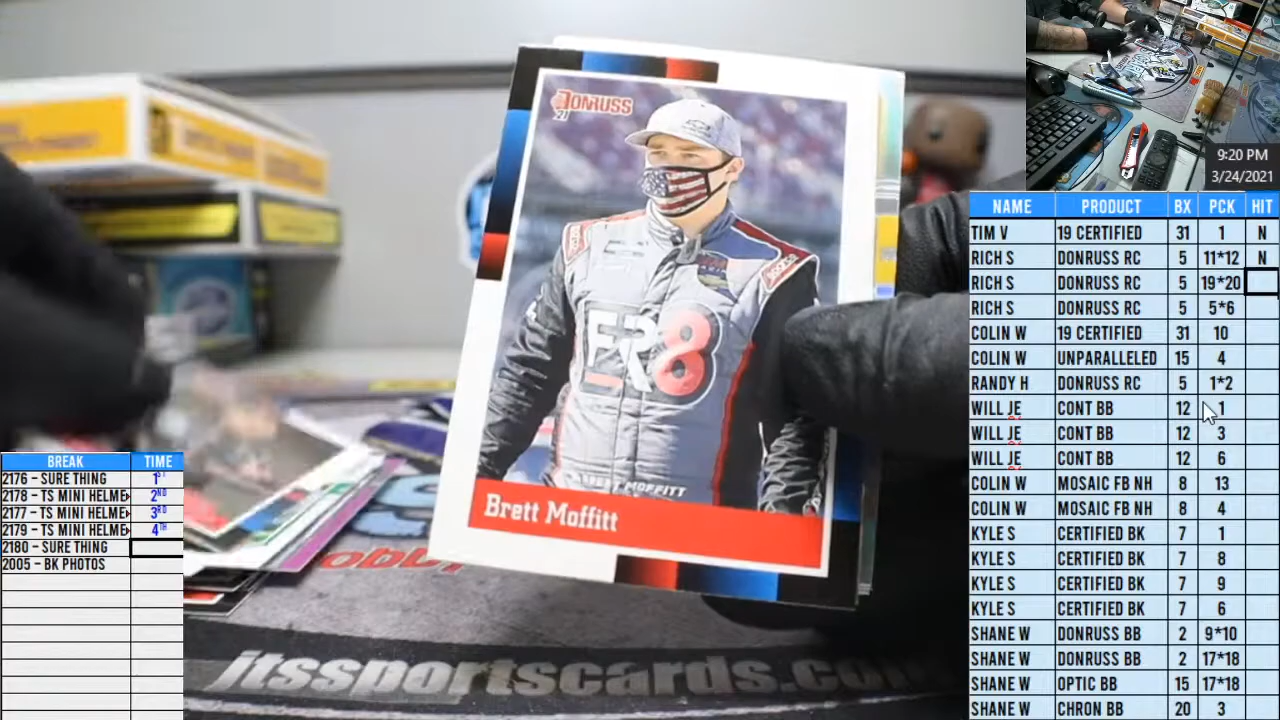 DONRUSS
ER8
BRETT MOFFITT
Brett Moffitt
jtssportscards.com
9:20 PM
3/24/2021
NAME PRODUCT BX PCK HIT
TIM V 19 CERTIFIED 31 1 N
RICH S DONRUSS RC 5 11*12 N
RICH S DONRUSS RC 5 19*20
RICH S DONRUSS RC 5 5*6
COLIN W 19 CERTIFIED 31 10
COLIN W UNPARALLELED 15 4
RANDY H DONRUSS RC 5 1*2
WILL JE CONT BB 12 1
WILL JE CONT BB 12 3
WILL JE CONT BB 12 6
COLIN W MOSAIC FB NH 8 13
COLIN W MOSAIC FB NH 8 4
KYLE S CERTIFIED BK 7 1
KYLE S CERTIFIED BK 7 8
KYLE S CERTIFIED BK 7 9
KYLE S CERTIFIED BK 7 6
SHANE W DONRUSS BB 2 9*10
SHANE W DONRUSS BB 2 17*18
SHANE W OPTIC BB 15 17*18
SHANE W CHRON BB 20 3
BREAK TIME
2176 – SURE THING 1ST
2178 – TS MINI HELME 2ND
2177 – TS MINI HELME 3RD
2179 – TS MINI HELME 4TH
2180 – SURE THING
2005 – BK PHOTOS